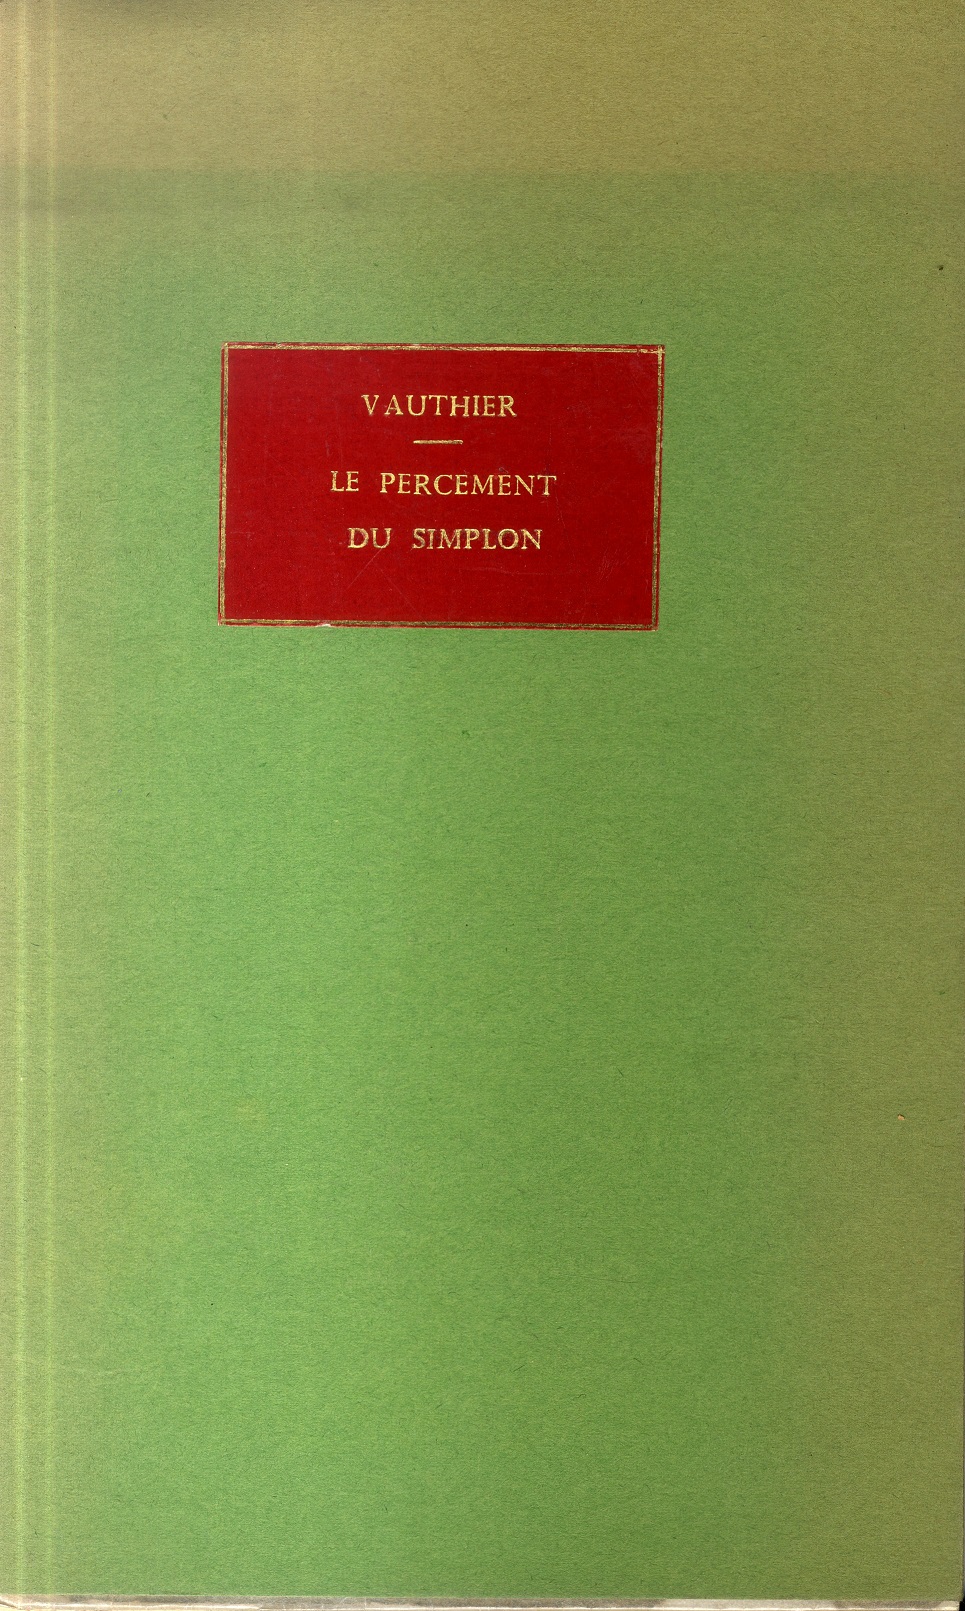 VAUTHIER
LE PERCEMENT
DU SIMPLON